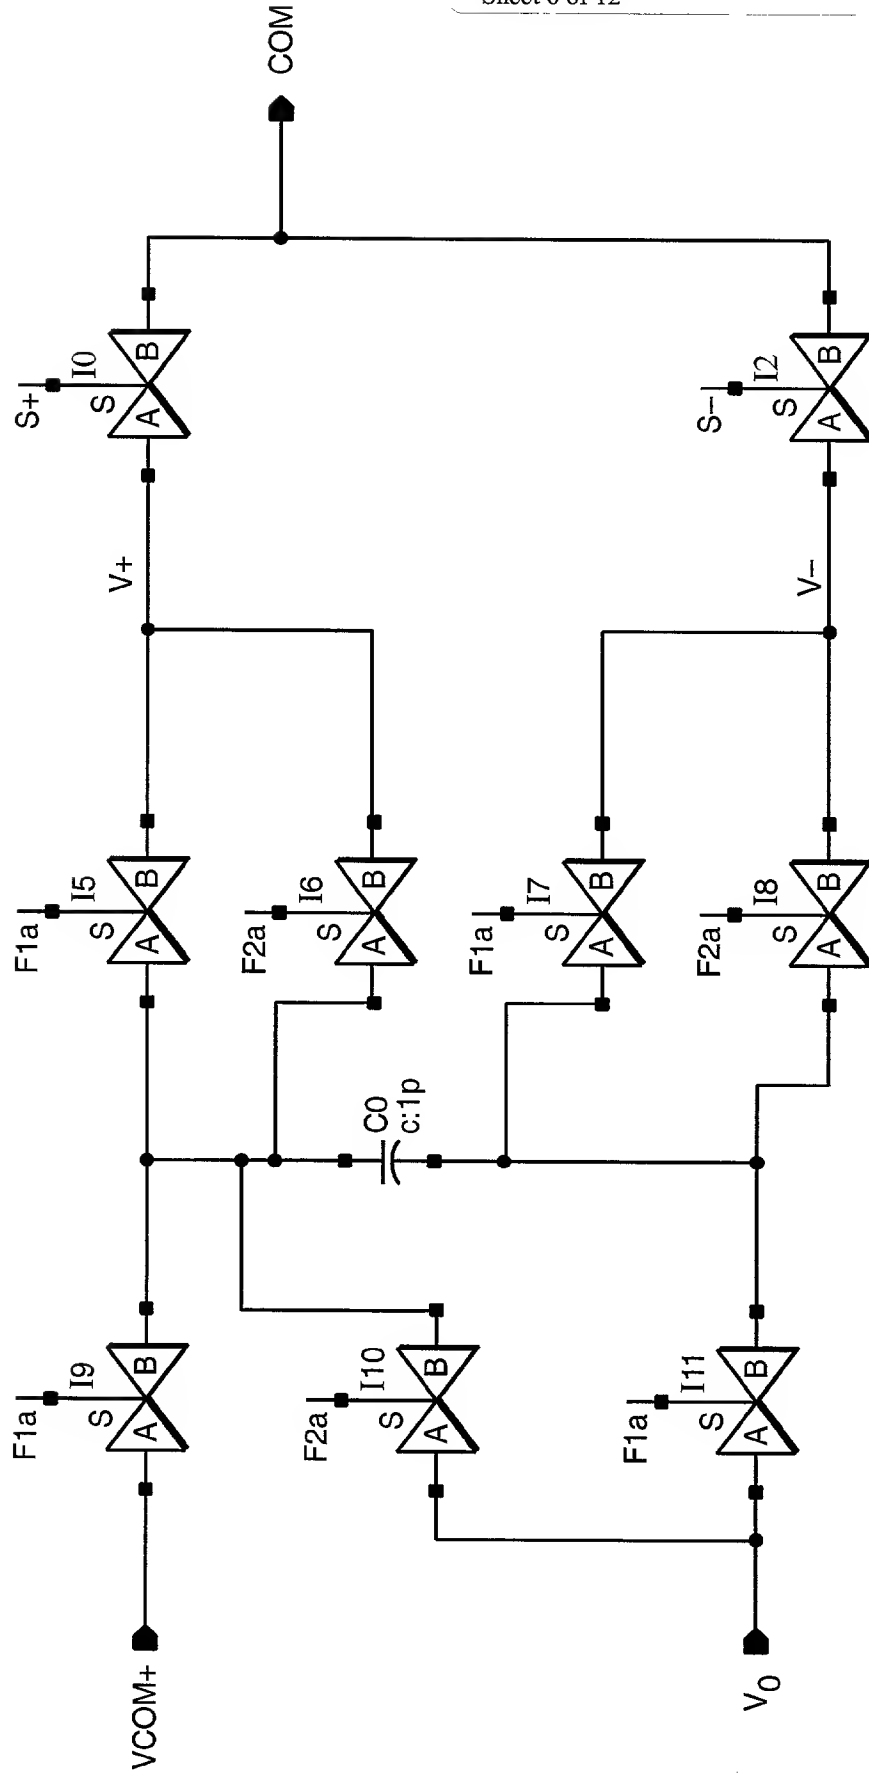 Sheet 6 of 12
COM
S+
I0
S
A
B
V+
S−
I2
S
A
B
V−
F1a
I5
S
A
B
F2a
I6
S
A
B
F1a
I7
S
A
B
F2a
I8
S
A
B
C0
c:1p
F1a
I9
S
A
B
F2a
I10
S
A
B
F1a
I11
S
A
B
VCOM+
V0